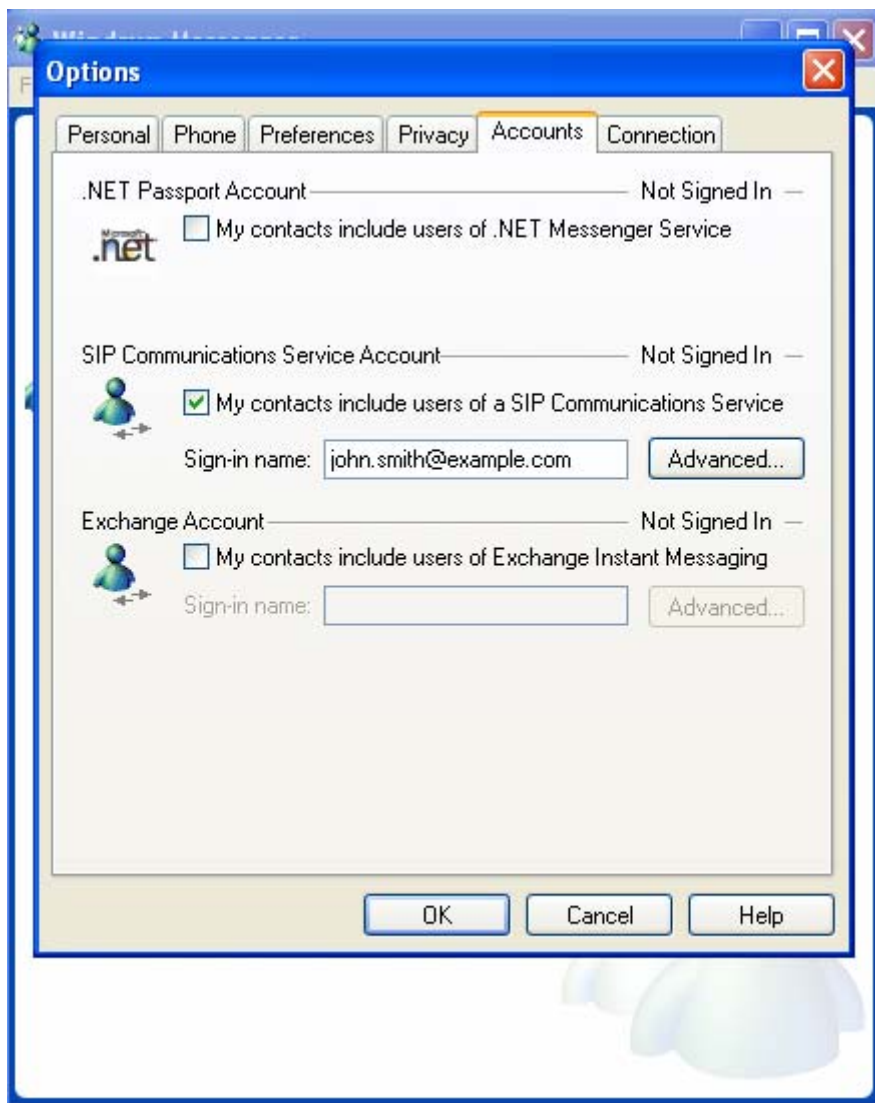 Windows Messenger
Options
Personal Phone Preferences Privacy Accounts Connection
.NET Passport Account Not Signed In
Microsoft
.net
My contacts include users of .NET Messenger Service
SIP Communications Service Account Not Signed In
My contacts include users of a SIP Communications Service
Sign-in name: john.smith@example.com Advanced...
Exchange Account Not Signed In
My contacts include users of Exchange Instant Messaging
Sign-in name: Advanced...
OK Cancel Help